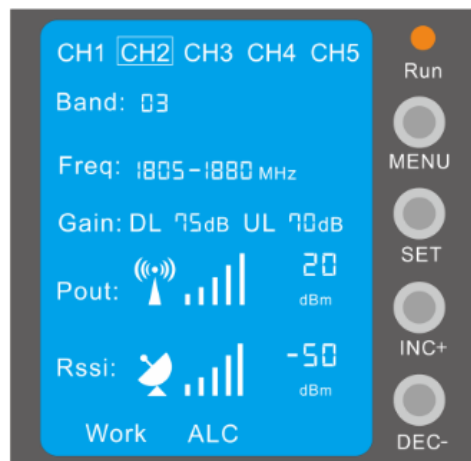 CH1 CH2 CH3 CH4 CH5
Run
Band: 03
MENU
Freq: 1805-1880 MHz
Gain: DL 75dB UL 70dB
SET
Pout: 20
dBm
INC+
Rssi: -50
dBm
Work ALC
DEC-